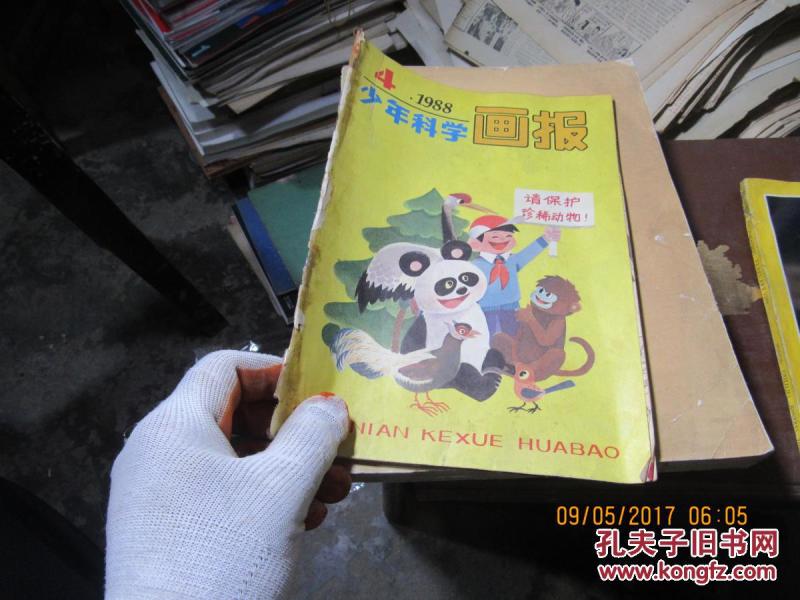 4
.1988
少年科学画报
请保护
珍稀动物!
NIAN KEXUE HUABAO
09/05/2017 06:05
孔夫子旧书网
www.kongfz.com